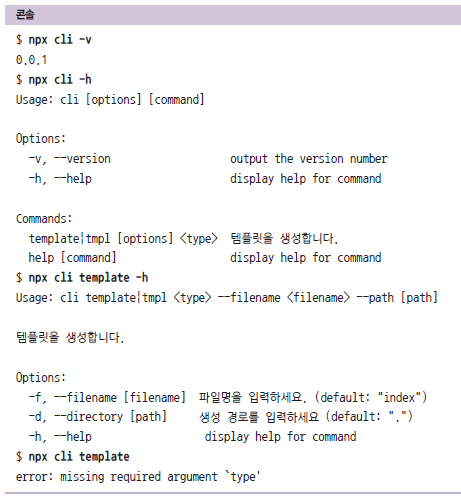 콘솔
$ npx cli -v
0.0.1
$ npx cli -h
Usage: cli [options] [command]
Options:
-v, --version output the version number
-h, --help display help for command
Commands:
template|tmpl [options] <type> 템플릿을 생성합니다.
help [command] display help for command
$ npx cli template -h
Usage: cli template|tmpl <type> --filename <filename> --path [path]
템플릿을 생성합니다.
Options:
-f, --filename [filename] 파일명을 입력하세요. (default: "index")
-d, --directory [path] 생성 경로를 입력하세요 (default: ".")
-h, --help display help for command
$ npx cli template
error: missing required argument `type'